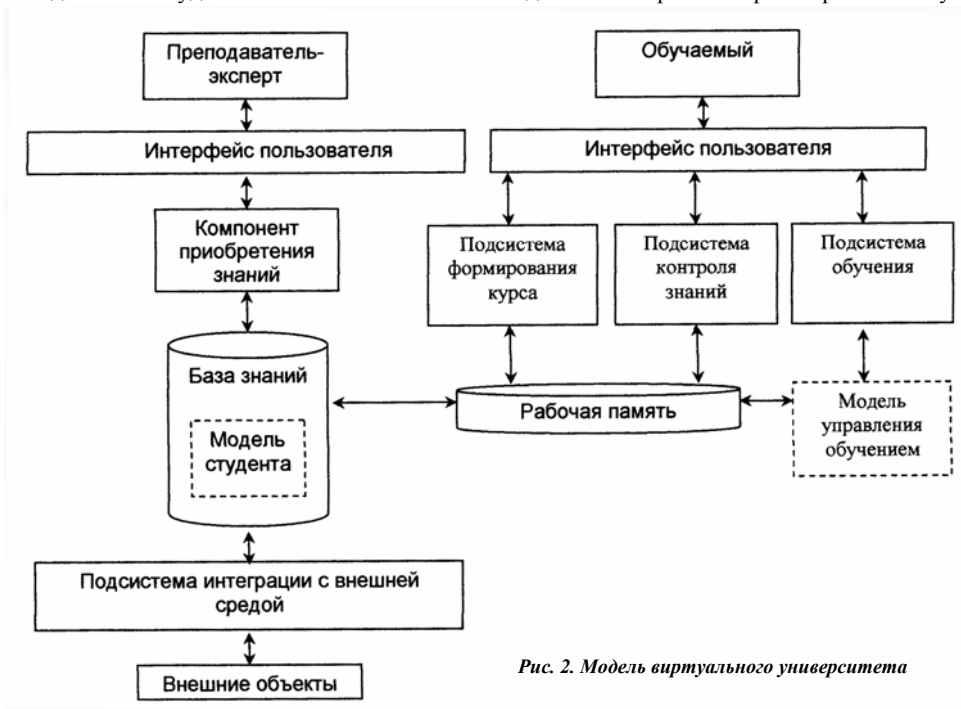 Преподаватель-
эксперт
Обучаемый
Интерфейс пользователя
Интерфейс пользователя
Компонент
приобретения
знаний
Подсистема
формирования
курса
Подсистема
контроля
знаний
Подсистема
обучения
База знаний
Модель
студента
Рабочая память
Модель
управления
обучением
Подсистема интеграции с внешней
средой
Внешние объекты
Рис. 2. Модель виртуального университета